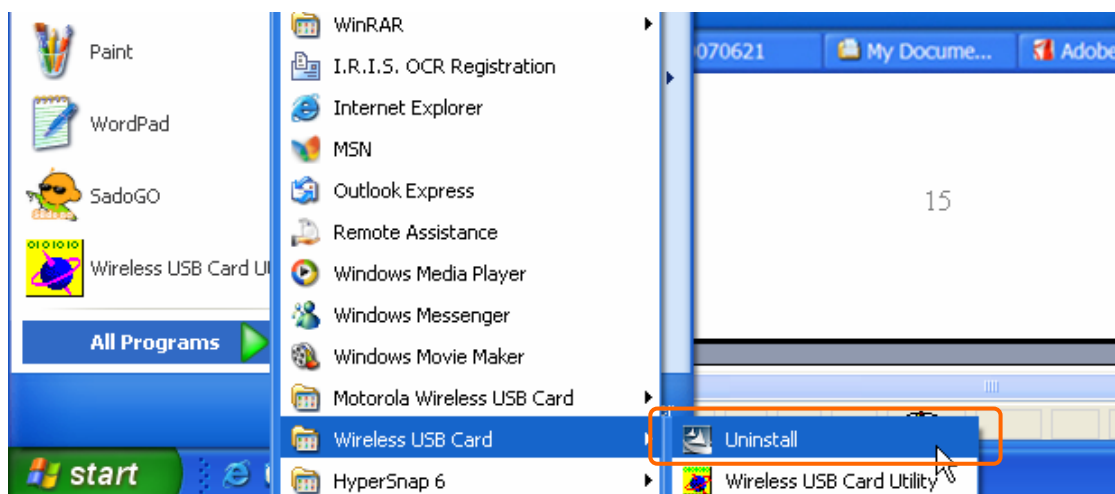 Paint
WordPad
SadoGO
010101010
Wireless USB Card Ut
All Programs
start
WinRAR
I.R.I.S. OCR Registration
Internet Explorer
MSN
Outlook Express
Remote Assistance
Windows Media Player
Windows Messenger
Windows Movie Maker
Motorola Wireless USB Card
Wireless USB Card
HyperSnap 6
Uninstall
Wireless USB Card Utility
070621
My Docume...
Adobe
15